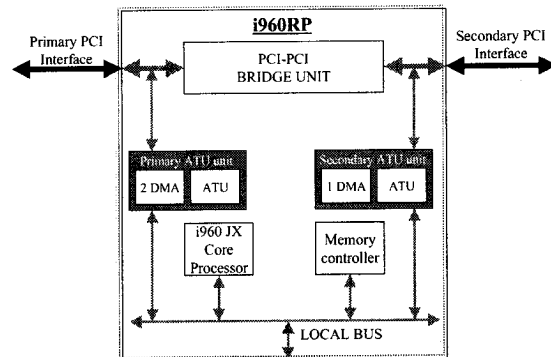 i960RP
Primary PCI
Interface
PCI-PCI
BRIDGE UNIT
Secondary PCI
Interface
Primary ATU unit
2 DMA
ATU
Secondary ATU unit
1 DMA
ATU
i960 JX
Core
Processor
Memory
controller
LOCAL BUS